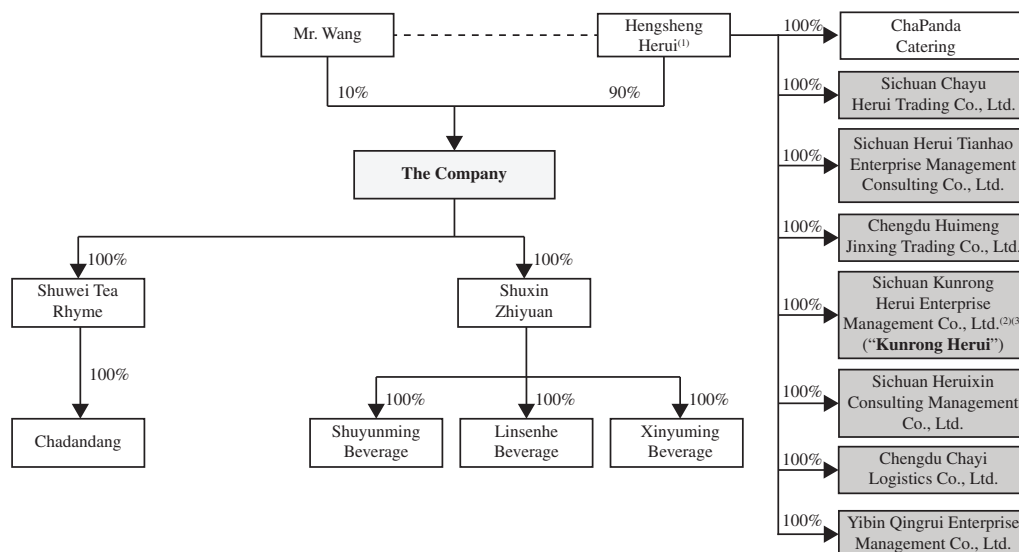 Mr. Wang
Hengsheng
Herui(1)
100%
ChaPanda
Catering
10%
90%
100%
Sichuan Chayu
Herui Trading Co., Ltd.
The Company
100%
Sichuan Herui Tianhao
Enterprise Management
Consulting Co., Ltd.
100%
Chengdu Huimeng
Jinxing Trading Co., Ltd.
100%
100%
Shuwei Tea
Rhyme
Shuxin
Zhiyuan
100%
Sichuan Kunrong
Herui Enterprise
Management Co., Ltd.(2)(3
(“Kunrong Herui”)
100%
100%
100%
100%
100%
Sichuan Heruixin
Consulting Management
Co., Ltd.
Chadandang
Shuyunming
Beverage
Linsenhe
Beverage
Xinyuming
Beverage
100%
Chengdu Chayi
Logistics Co., Ltd.
100%
Yibin Qingrui Enterprise
Management Co., Ltd.